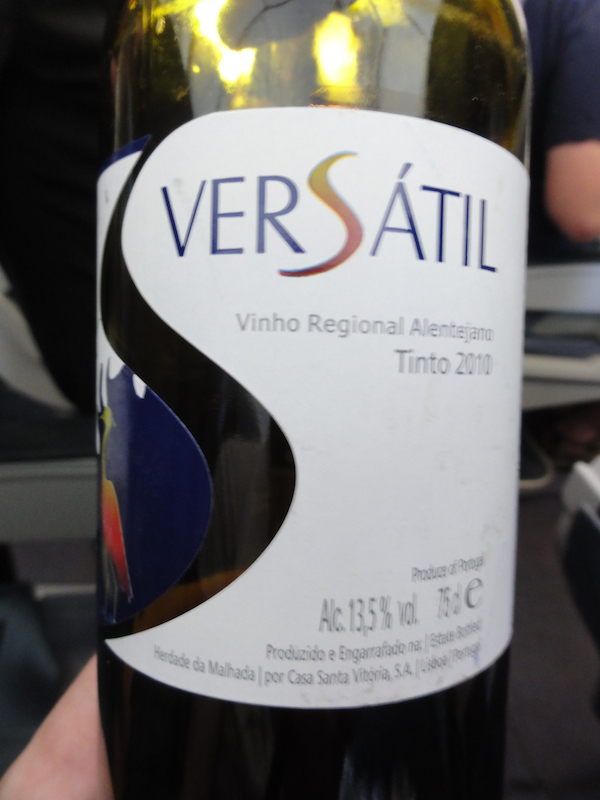 VERSÁTIL
Vinho Regional Alentejano
Tinto 2010
Produce of Portugal
Alc.13,5% vol. 75 cl e
Produzido e Engarrafado na: | Estate Bottled
Herdade da Malhada | por Casa Santa Vitória, S.A. | Lisboa | Portugal